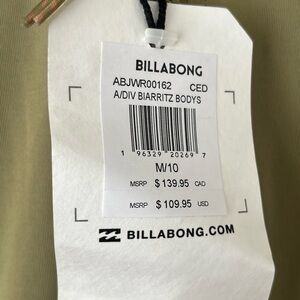 BILLABONG
ABJWR00162 CED
A/DIV BIARRITZ BODYS
1 96329 20269 7
M/10
MSRP $139.95 CAD
MSRP $109.95 USD
BILLABONG.COM